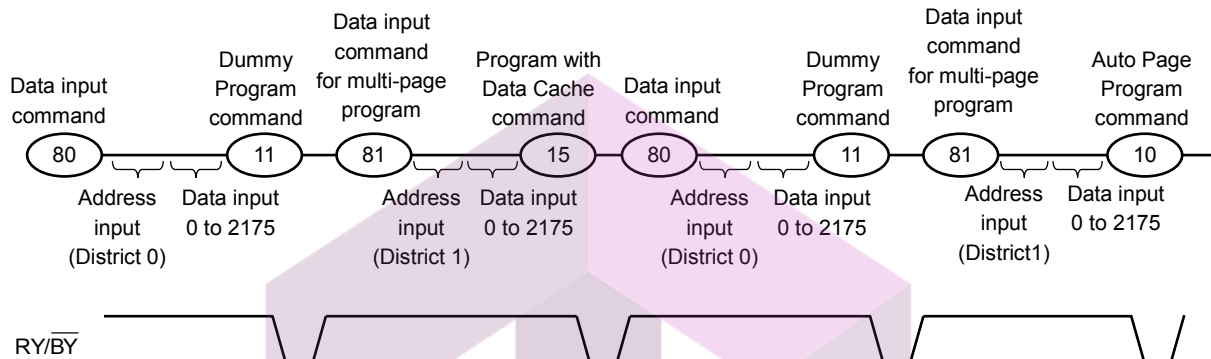 Data input
command
Dummy
Program
command
Data input
command
for multi-page
program
Program with
Data Cache
command
Data input
command
Dummy
Program
command
Data input
command
for multi-page
program
Auto Page
Program
command
80
11
81
15
80
11
81
10
Address
input
(District 0)
Data input
0 to 2175
Address
input
(District 1)
Data input
0 to 2175
Address
input
(District 0)
Data input
0 to 2175
Address
input
(District1)
Data input
0 to 2175
RY/BY